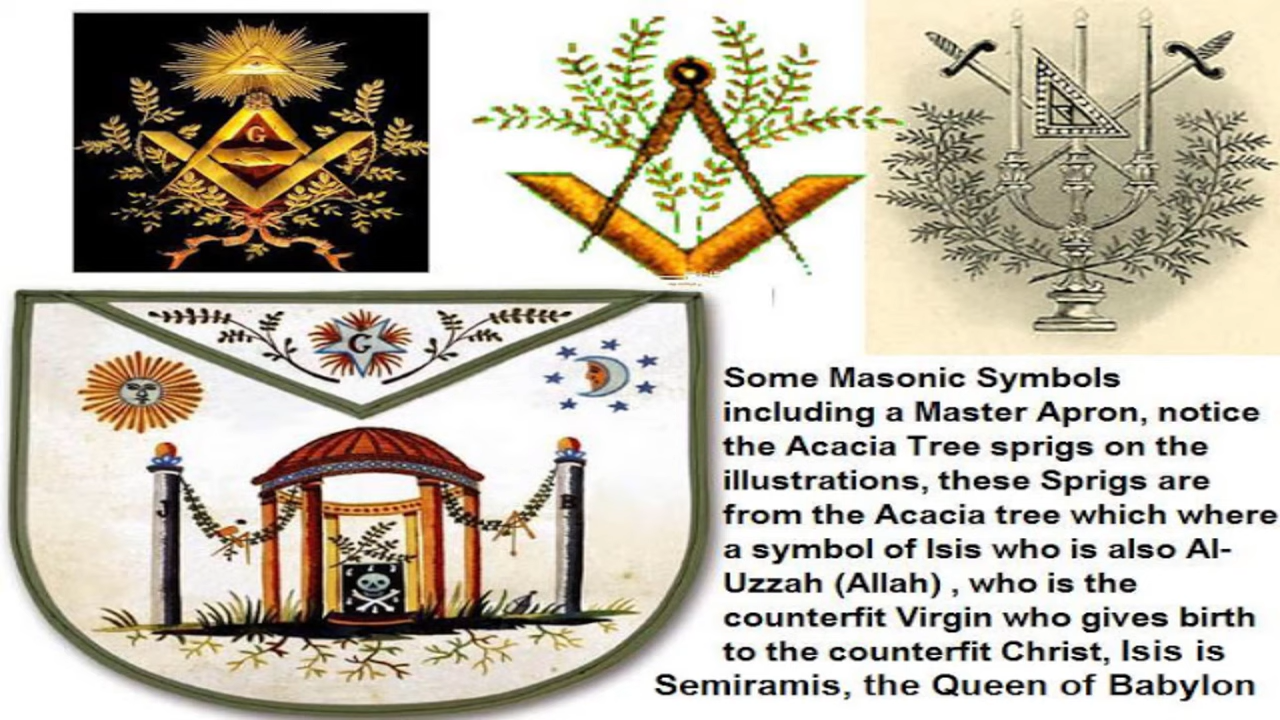 G
G
J
B
Some Masonic Symbols
including a Master Apron, notice
the Acacia Tree sprigs on the
illustrations, these Sprigs are
from the Acacia tree which where
a symbol of Isis who is also Al-
Uzzah (Allah) , who is the
counterfit Virgin who gives birth
to the counterfit Christ, Isis is
Semiramis, the Queen of Babylon